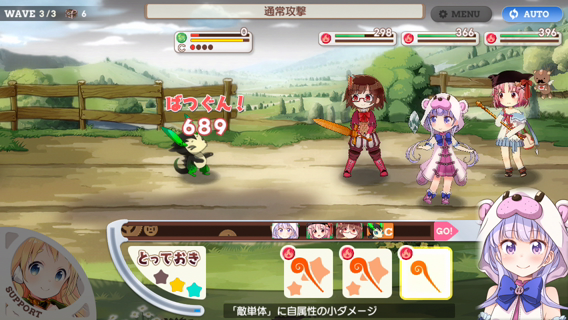 WAVE 3/3
6
通常攻撃
MENU
AUTO
0
C
298
366
396
ばつぐん!
689
C
GO!
とっておき
SUPPORT
「敵単体」に自属性の小ダメージ